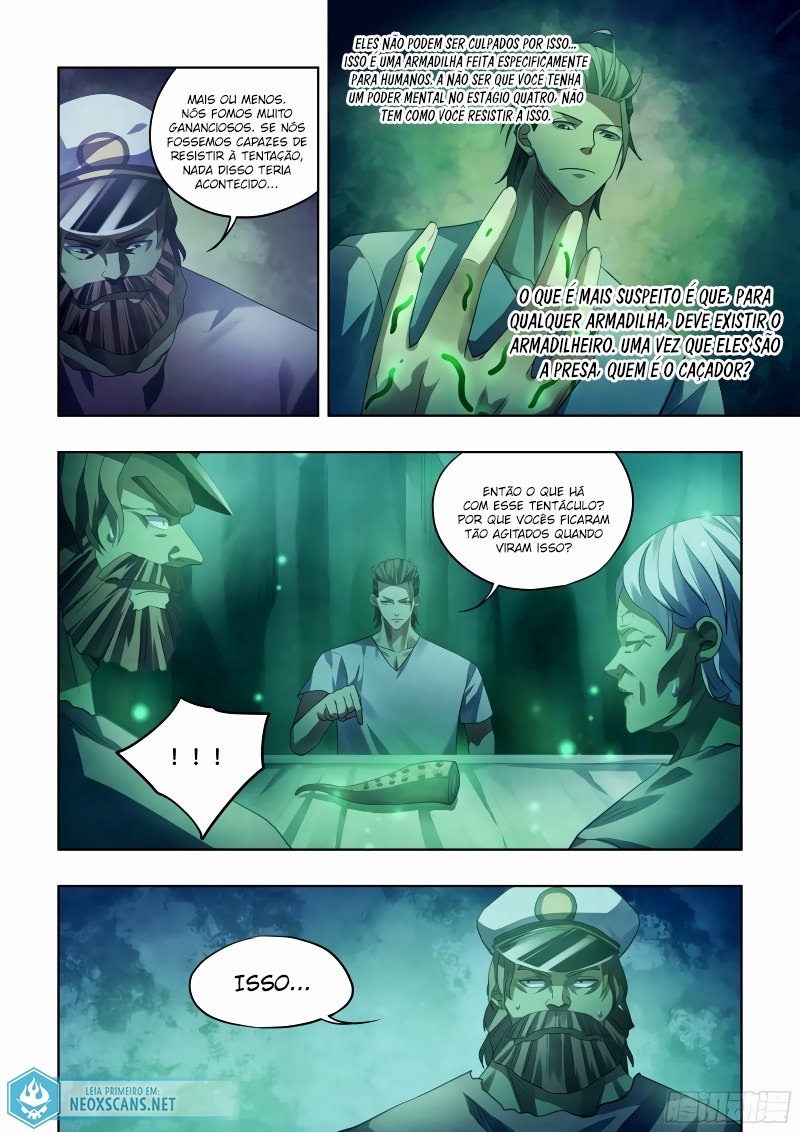 MAIS OU MENOS.
NÓS FOMOS MUITO
GANANCIOSOS. SE NÓS
FOSSEMOS CAPAZES DE
RESISTIR À TENTAÇÃO,
NADA DISSO TERIA
ACONTECIDO...
ELES NÃO PODEM SER CULPADOS POR ISSO...
ISSO É UMA ARMADILHA FEITA ESPECIFICAMENTE
PARA HUMANOS. A NÃO SER QUE VOCÊ TENHA
UM PODER MENTAL NO ESTÁGIO QUATRO, NÃO
TEM COMO VOCÊ RESISTIR A ISSO.
O QUE É MAIS SUSPEITO É QUE, PARA
QUALQUER ARMADILHA, DEVE EXISTIR O
ARMADILHEIRO. UMA VEZ QUE ELES SÃO
A PRESA, QUEM É O CAÇADOR?
ENTÃO O QUE HÁ
COM ESSE TENTÁCULO?
POR QUE VOCÊS FICARAM
TÃO AGITADOS QUANDO
VIRAM ISSO?
!!!
ISSO...
LEIA PRIMEIRO EM:
NEOXSCANS.NET